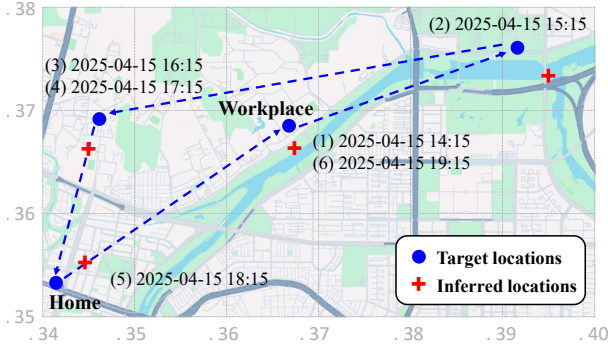 .38
(2) 2025-04-15 15:15
(3) 2025-04-15 16:15
(4) 2025-04-15 17:15
.37
Workplace
(1) 2025-04-15 14:15
(6) 2025-04-15 19:15
.36
(5) 2025-04-15 18:15
Home
Target locations
Inferred locations
.35
.34 .35 .36 .37 .38 .39 .40